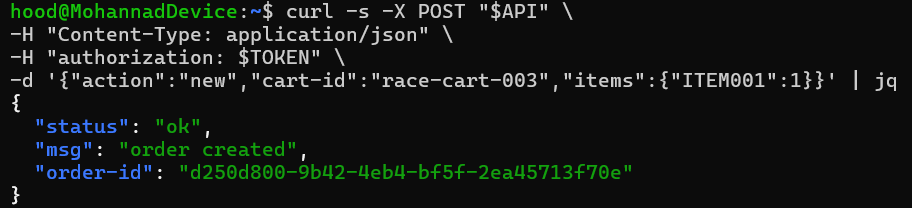 hood@MohannadDevice:~$ curl -s -X POST "$API" \
-H "Content-Type: application/json" \
-H "authorization: $TOKEN" \
-d '{"action":"new","cart-id":"race-cart-003","items":{"ITEM001":1}}' | jq
{
  "status": "ok",
  "msg": "order created",
  "order-id": "d250d800-9b42-4eb4-bf5f-2ea45713f70e"
}